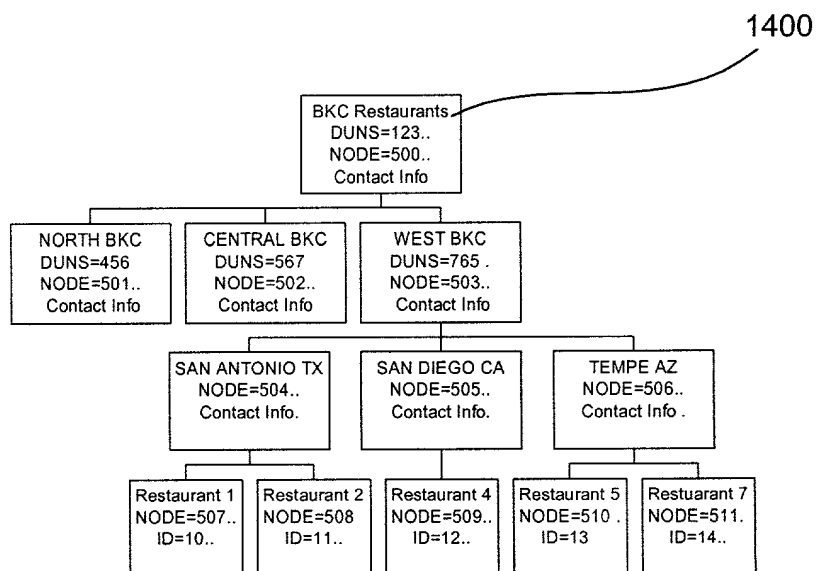 1400
BKC Restaurants
DUNS=123..
NODE=500..
Contact Info
NORTH BKC
DUNS=456
NODE=501..
Contact Info
CENTRAL BKC
DUNS=567
NODE=502..
Contact Info
WEST BKC
DUNS=765 .
NODE=503..
Contact Info
SAN ANTONIO TX
NODE=504..
Contact Info.
SAN DIEGO CA
NODE=505..
Contact Info.
TEMPE AZ
NODE=506..
Contact Info .
Restaurant 1
NODE=507..
ID=10..
Restaurant 2
NODE=508
ID=11..
Restaurant 4
NODE=509..
ID=12..
Restaurant 5
NODE=510 .
ID=13
Restuarant 7
NODE=511.
ID=14..